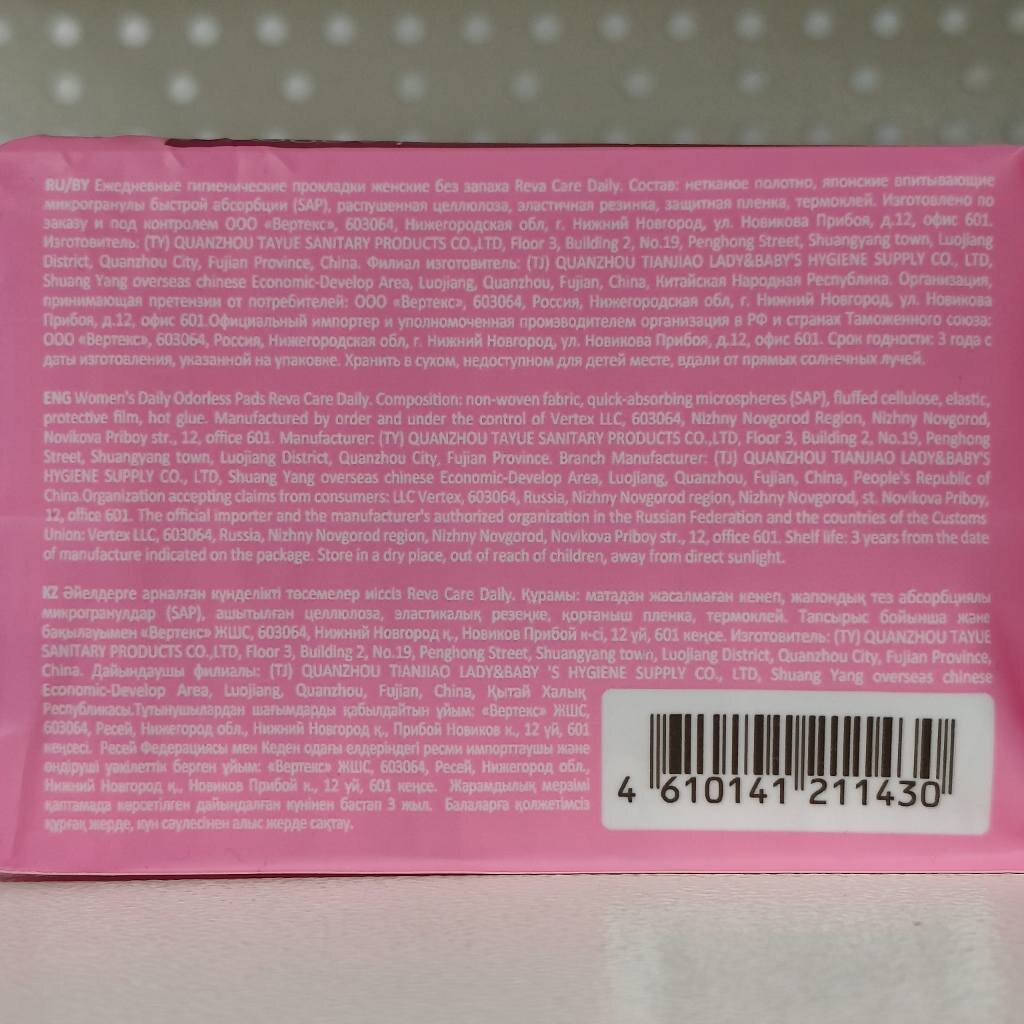 RU/BY Ежедневные гигиенические прокладки женские без запаха Reva Care Daily. Состав: нетканое полотно, японские впитывающие
микрогранулы быстрой абсорбции (SAP), распушенная целлюлоза, эластичная резинка, защитная пленка, термоклей. Изготовлено по
заказу и под контролем ООО «Вертекс», 603064, Нижегородская обл, г. Нижний Новгород, ул. Новикова Прибоя, д.12, офис 601.
Изготовитель: (TY) QUANZHOU TAYUE SANITARY PRODUCTS CO.,LTD, Floor 3, Building 2, No.19, Penghong Street, Shuangyang town, Luojiang
District, Quanzhou City, Fujian Province, China. Филиал изготовитель: (TJ) QUANZHOU TIANJIAO LADY&BABY'S HYGIENE SUPPLY CO., LTD,
Shuang Yang overseas chinese Economic-Develop Area, Luojiang, Quanzhou, Fujian, China, Китайская Народная Республика. Организация,
принимающая претензии от потребителей: ООО «Вертекс», 603064, Россия, Нижегородская обл, г. Нижний Новгород, ул. Новикова
Прибоя, д.12, офис 601.Официальный импортер и уполномоченная производителем организация в РФ и странах Таможенного союза:
ООО «Вертекс», 603064, Россия, Нижегородская обл, г. Нижний Новгород, ул. Новикова Прибоя, д.12, офис 601. Срок годности: 3 года с
даты изготовления, указанной на упаковке. Хранить в сухом, недоступном для детей месте, вдали от прямых солнечных лучей.
ENG Women's Daily Odorless Pads Reva Care Daily. Composition: non-woven fabric, quick-absorbing microspheres (SAP), fluffed cellulose, elastic,
protective film, hot glue. Manufactured by order and under the control of Vertex LLC, 603064, Nizhny Novgorod Region, Nizhny Novgorod,
Novikova Priboy str., 12, office 601. Manufacturer: (TY) QUANZHOU TAYUE SANITARY PRODUCTS CO.,LTD, Floor 3, Building 2, No.19, Penghong
Street, Shuangyang town, Luojiang District, Quanzhou City, Fujian Province. Branch Manufacturer: (TJ) QUANZHOU TIANJIAO LADY&BABY'S
HYGIENE SUPPLY CO., LTD, Shuang Yang overseas chinese Economic-Develop Area, Luojiang, Quanzhou, Fujian, China, People's Republic of
China.Organization accepting claims from consumers: LLC Vertex, 603064, Russia, Nizhny Novgorod region, Nizhny Novgorod, st. Novikova Priboy,
12, office 601. The official importer and the manufacturer's authorized organization in the Russian Federation and the countries of the Customs
Union: Vertex LLC, 603064, Russia, Nizhny Novgorod region, Nizhny Novgorod, Novikova Priboy str., 12, office 601. Shelf life: 3 years from the date
of manufacture indicated on the package. Store in a dry place, out of reach of children, away from direct sunlight.
KZ Әйелдерге арналған күнделікті төсемелер иіссіз Reva Care Daily. Құрамы: матадан жасалмаған кенеп, жапондық тез абсорбциялы
микрогранулдар (SAP), ашытылған целлюлоза, эластикалық резеңке, қорғаныш пленка, термоклей. Тапсырыс бойынша және
бақылауымен «Вертекс» ЖШС, 603064, Нижний Новгород қ., Новиков Прибой к-сі, 12 үй, 601 кеңсе. Изготовитель: (TY) QUANZHOU TAYUE
SANITARY PRODUCTS CO.,LTD, Floor 3, Building 2, No.19, Penghong Street, Shuangyang town, Luojiang District, Quanzhou City, Fujian Province,
China. Дайындаушы филиалы: (TJ) QUANZHOU TIANJIAO LADY&BABY 'S HYGIENE SUPPLY CO., LTD, Shuang Yang overseas chinese
Economic-Develop Area, Luojiang, Quanzhou, Fujian, China, Қытай Халық
Республикасы.Тұтынушылардан шағымдарды қабылдайтын ұйым: «Вертекс» ЖШС,
603064, Ресей, Нижегород обл., Нижний Новгород қ., Прибой Новиков к., 12 үй, 601
кеңсесі. Ресей Федерациясы мен Кеден одағы елдеріндегі ресми импорттаушы және
өндіруші уәкілеттік берген ұйым: «Вертекс» ЖШС, 603064, Ресей, Нижегород обл.,
Нижний Новгород қ., Новиков Прибой к., 12 үй, 601 кеңсе. Жарамдылық мерзімі
қаптамада көрсетілген дайындалған күнінен бастап 3 жыл. Балаларға қолжетімсіз
құрғақ жерде, күн сәулесінен алыс жерде сақтау.
4 610141 211430